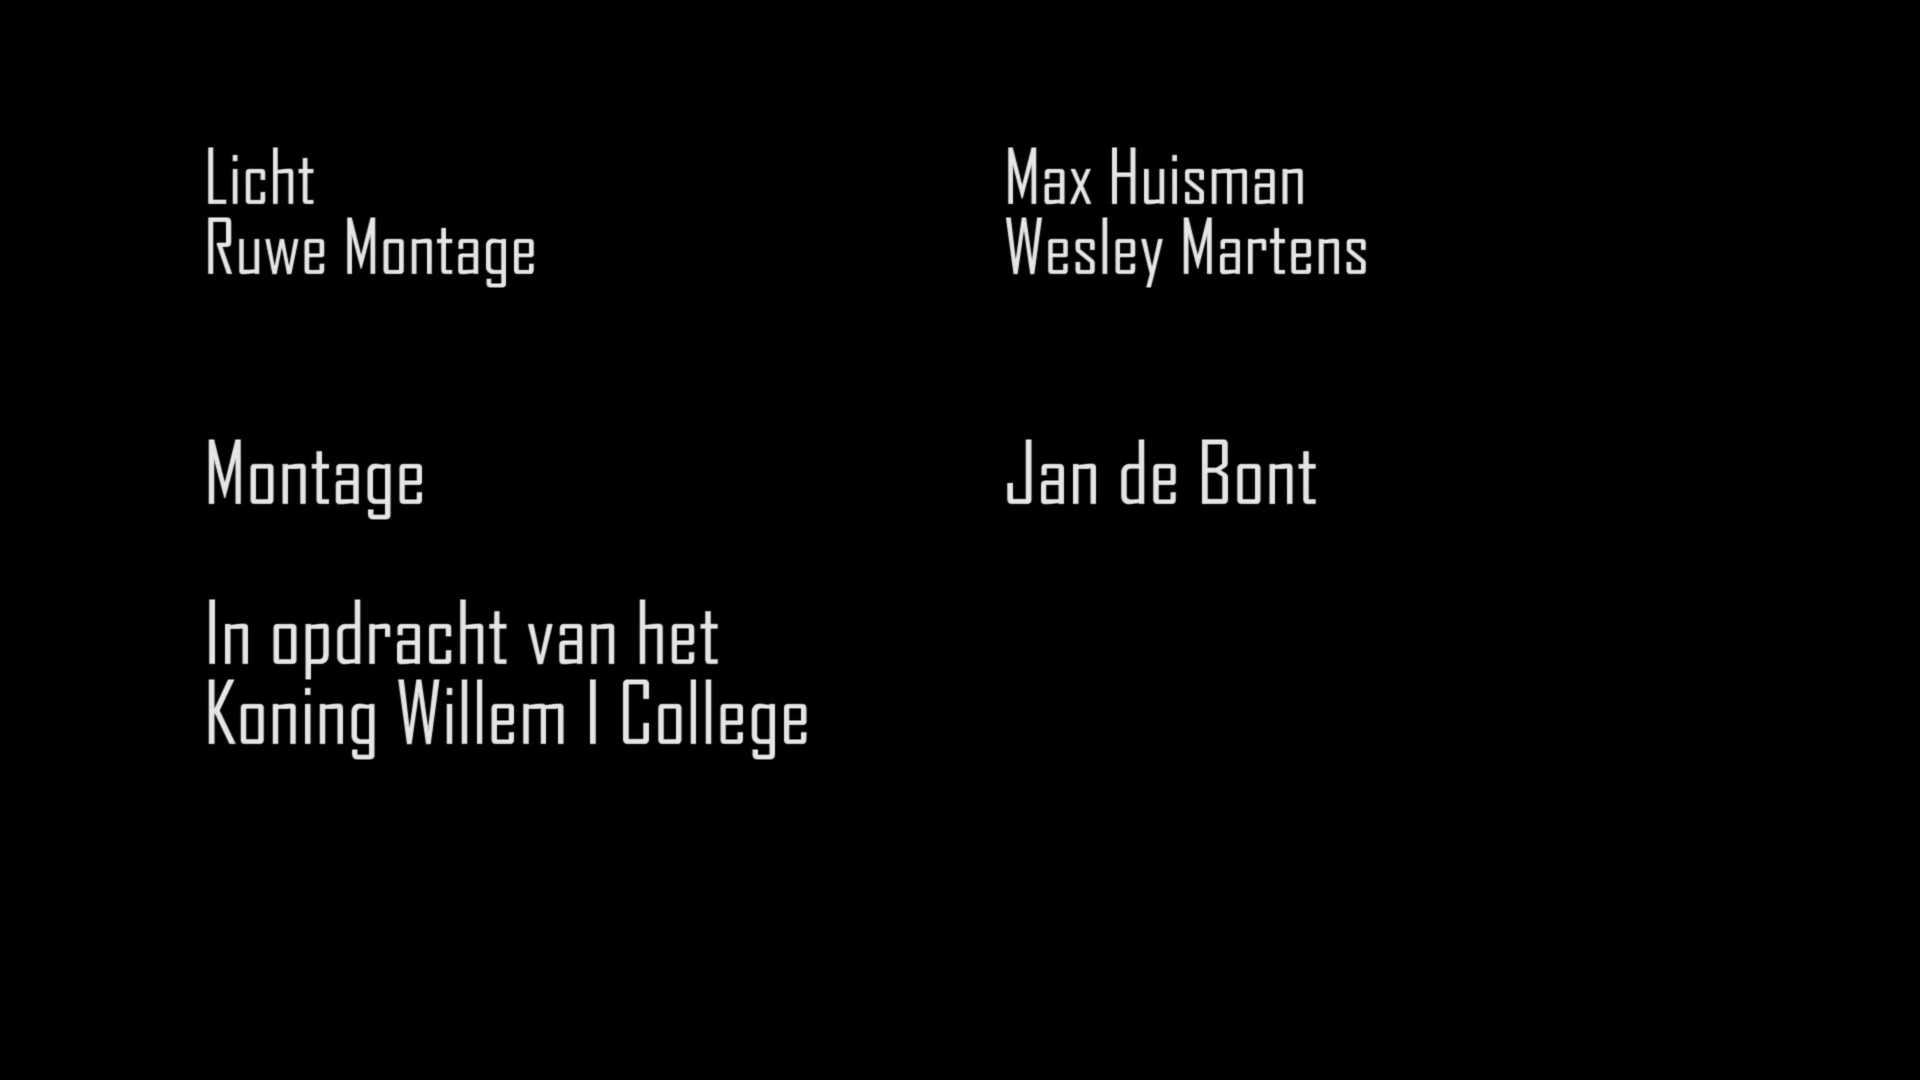 Licht Max Huisman
Ruwe Montage Wesley Martens
Montage Jan de Bont
In opdracht van het
Koning Willem I College